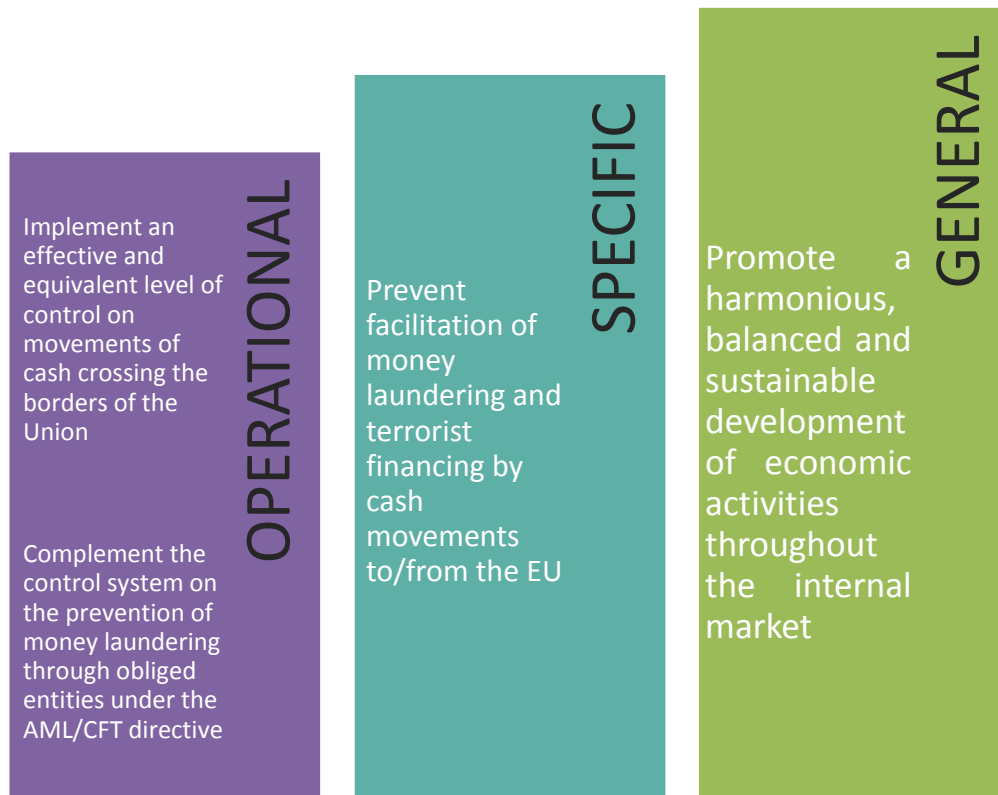 OPERATIONAL
Implement an
effective and
equivalent level of
control on
movements of
cash crossing the
borders of the
Union
Complement the
control system on
the prevention of
money laundering
through obliged
entities under the
AML/CFT directive
SPECIFIC
Prevent
facilitation of
money
laundering and
terrorist
financing by
cash
movements
to/from the EU
GENERAL
Promote a
harmonious,
balanced and
sustainable
development
of economic
activities
throughout
the internal
market